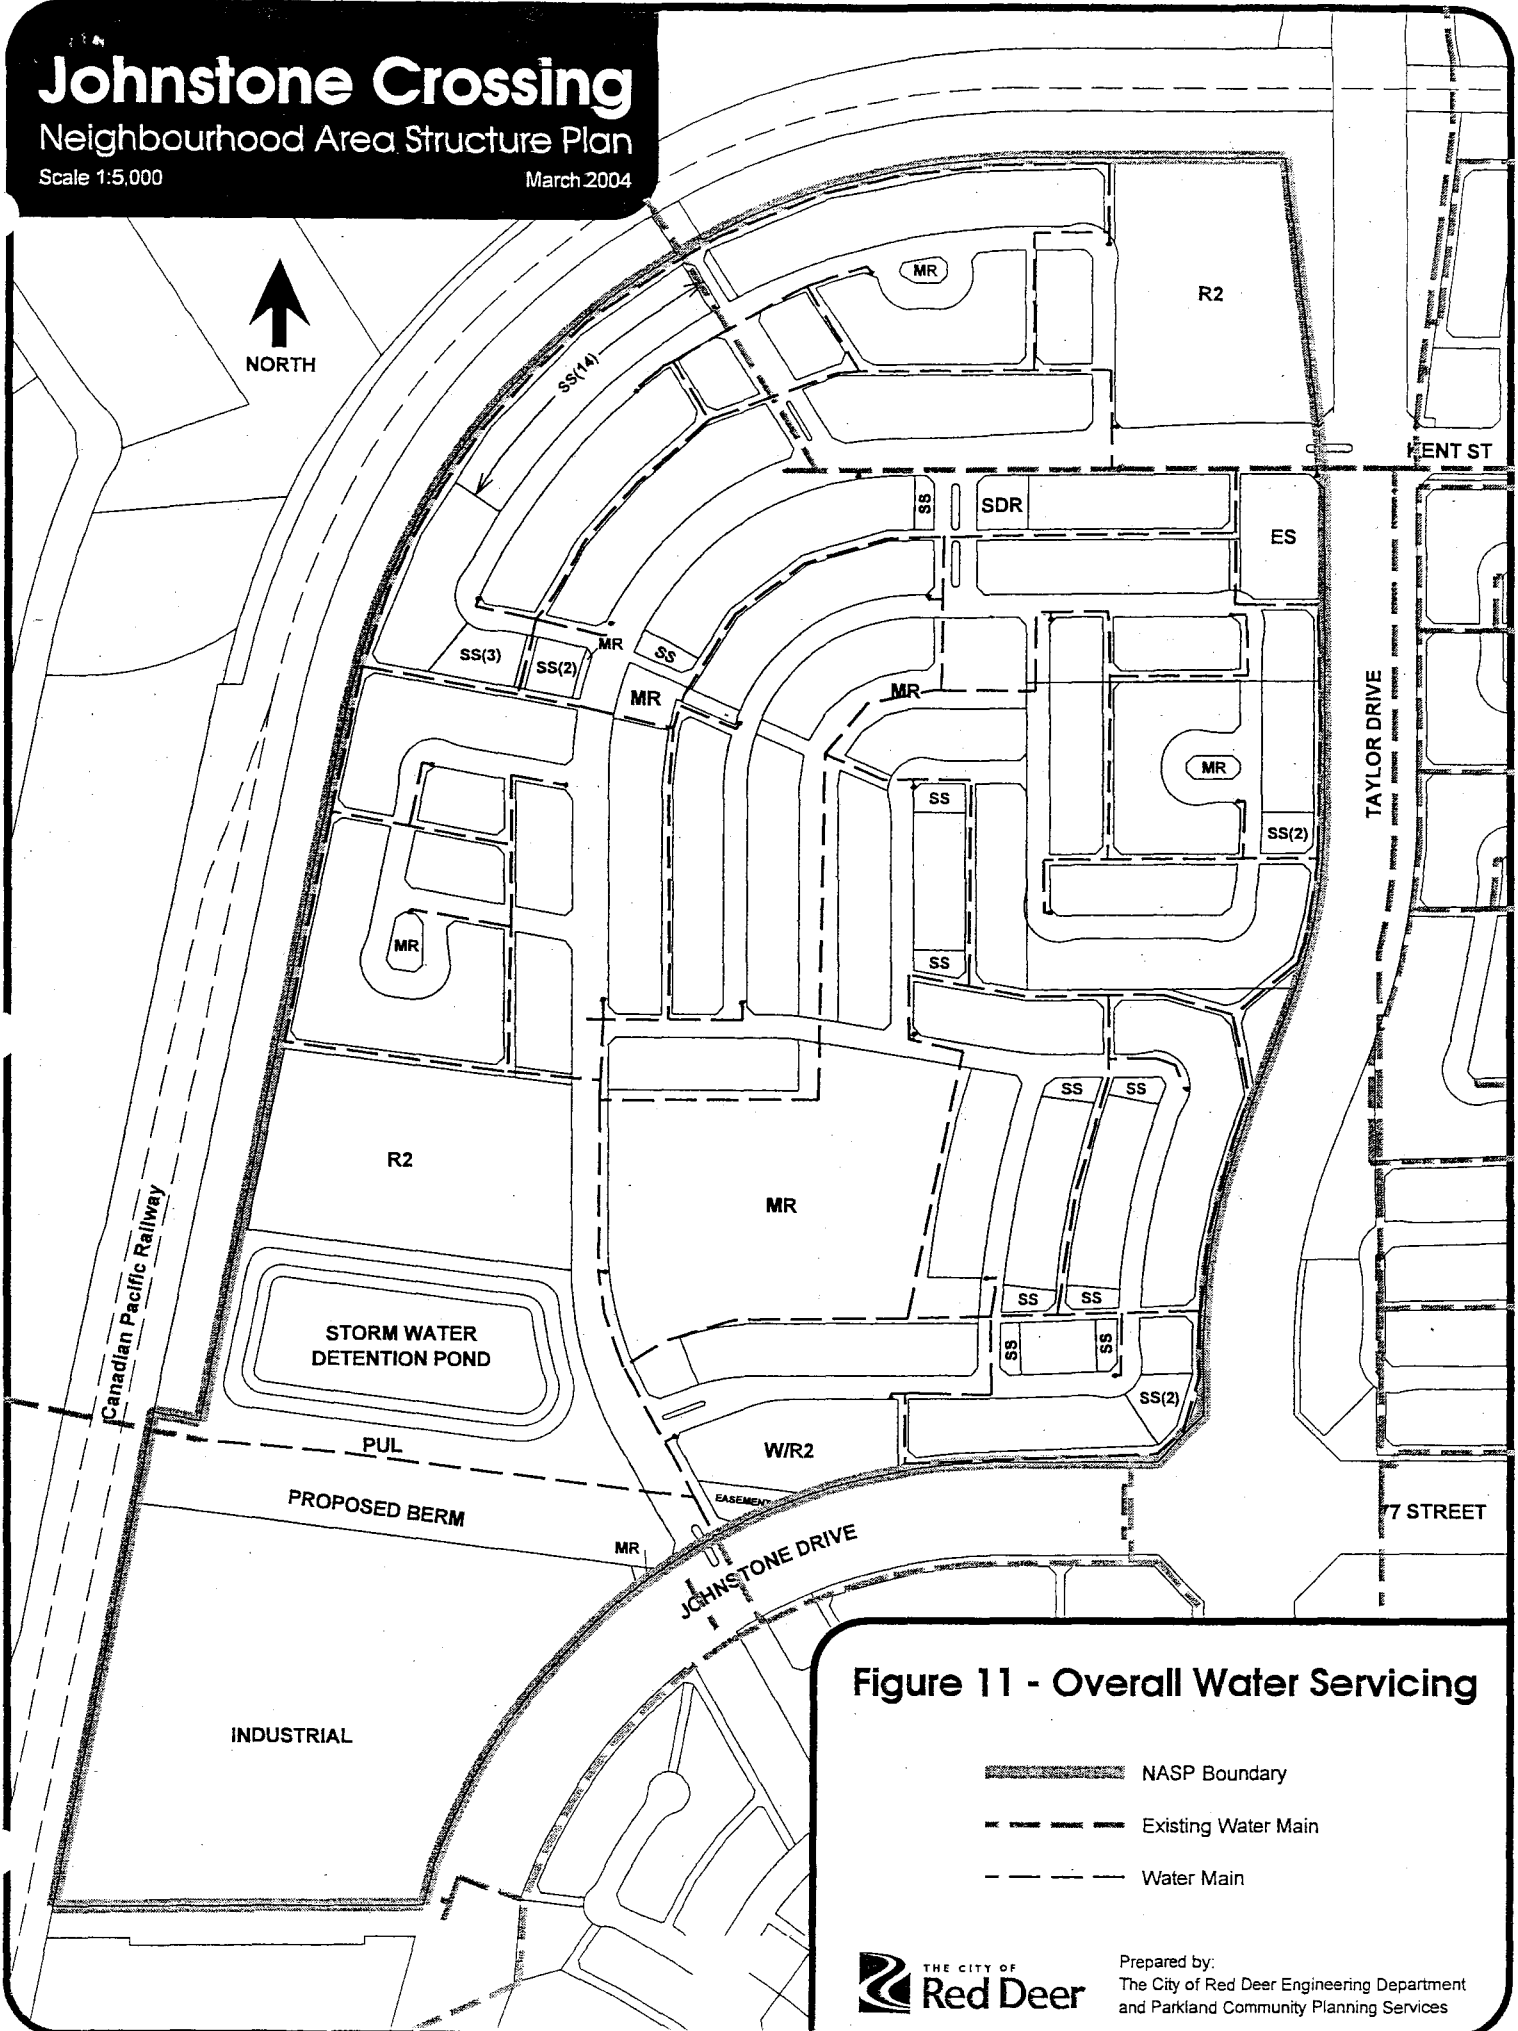 Johnstone Crossing
Neighbourhood Area Structure Plan
Scale 1:5,000
March 2004
NORTH
MR
R2
SS(14)
KENT ST
SS
SDR
ES
MR
SS
SS(3)
SS(2)
MR
MR
TAYLOR DRIVE
MR
SS
SS(2)
MR
SS
SS
SS
R2
MR
Canadian Pacific Railway
SS
SS
STORM WATER
DETENTION POND
SS
SS
SS(2)
PUL
W/R2
EASEMENT
PROPOSED BERM
77 STREET
MR
JOHNSTONE DRIVE
INDUSTRIAL
Figure 11 - Overall Water Servicing
NASP Boundary
Existing Water Main
Water Main
THE CITY OF
Red Deer
Prepared by:
The City of Red Deer Engineering Department
and Parkland Community Planning Services